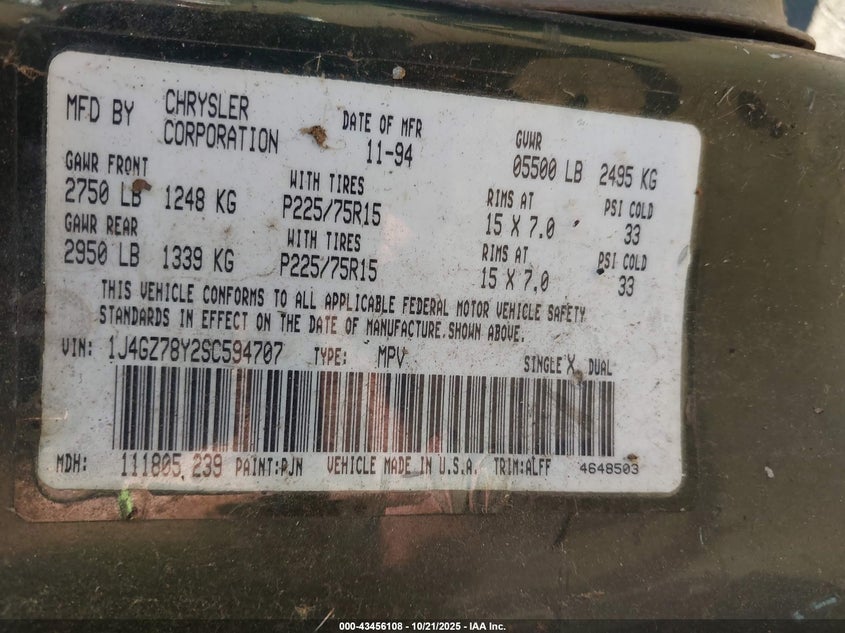 MFD BY CHRYSLER CORPORATION DATE OF MFR 11-94 GVWR 05500 LB 2495 KG
GAWR FRONT WITH TIRES RIMS AT PSI COLD
2750 LB 1248 KG P225/75R15 15 X 7.0 33
GAWR REAR WITH TIRES RIMS AT PSI COLD
2950 LB 1339 KG P225/75R15 15 X 7.0 33
THIS VEHICLE CONFORMS TO ALL APPLICABLE FEDERAL MOTOR VEHICLE SAFETY
STANDARDS IN EFFECT ON THE DATE OF MANUFACTURE.SHOWN ABOVE.
VIN: 1J4GZ78Y2SC594707 TYPE: MPV SINGLE X DUAL
MDH: 111805 239 PAINT:PJN VEHICLE MADE IN U.S.A. TRIM:ALFF 4648503
000-43456108 - 10/21/2025 - IAA Inc.